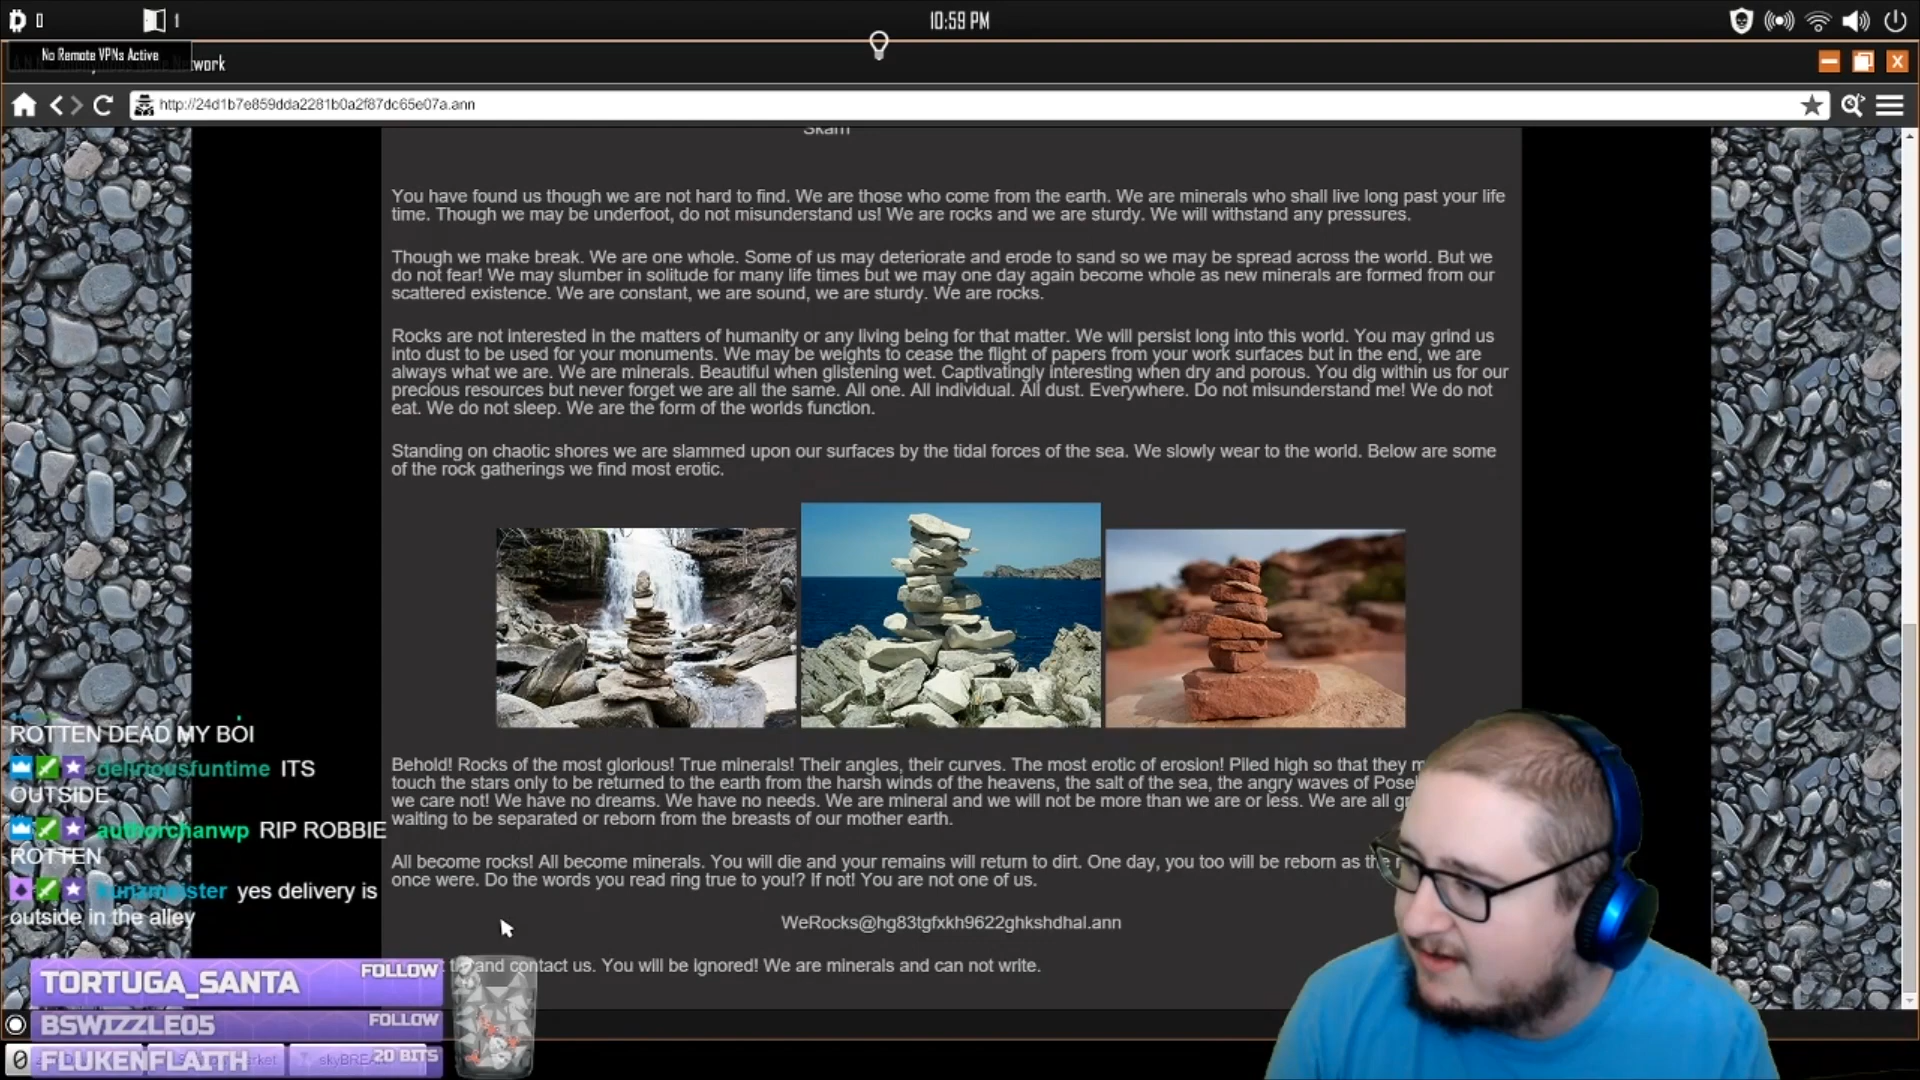 0
1
10:59 PM
No Remote VPNs Active
Network
http://24d1b7e859dda2281b0a2f87dc65e07a.ann
Skam
You have found us though we are not hard to find. We are those who come from the earth. We are minerals who shall live long past your life
time. Though we may be underfoot, do not misunderstand us! We are rocks and we are sturdy. We will withstand any pressures.
Though we make break. We are one whole. Some of us may deteriorate and erode to sand so we may be spread across the world. But we
do not fear! We may slumber in solitude for many life times but we may one day again become whole as new minerals are formed from our
scattered existence. We are constant, we are sound, we are sturdy. We are rocks.
Rocks are not interested in the matters of humanity or any living being for that matter. We will persist long into this world. You may grind us
into dust to be used for your monuments. We may be weights to cease the flight of papers from your work surfaces but in the end, we are
always what we are. We are minerals. Beautiful when glistening wet. Captivatingly interesting when dry and porous. You dig within us for our
precious resources but never forget we are all the same. All one. All individual. All dust. Everywhere. Do not misunderstand me! We do not
eat. We do not sleep. We are the form of the worlds function.
Standing on chaotic shores we are slammed upon our surfaces by the tidal forces of the sea. We slowly wear to the world. Below are some
of the rock gatherings we find most erotic.
Behold! Rocks of the most glorious! True minerals! Their angles, their curves. The most erotic of erosion! Piled high so that they
touch the stars only to be returned to the earth from the harsh winds of the heavens, the salt of the sea, the angry waves of
we care not! We have no dreams. We have no needs. We are mineral and we will not be more than we are or less. We are all
waiting to be separated or reborn from the breasts of our mother earth.
All become rocks! All become minerals. You will die and your remains will return to dirt. One day, you too will be reborn as the
once were. Do the words you read ring true to you!? If not! You are not one of us.
WeRocks@hg83tgfxkh9622ghkshdhal.ann
and contact us. You will be ignored! We are minerals and can not write.
ROTTEN DEAD MY BOI
deliriousfuntime ITS
OUTSIDE
authorchanwp RIP ROBBIE
ROTTEN
kunzmeister yes delivery is
outside in the alley
TORTUGA_SANTA FOLLOW
BSWIZZLE05 FOLLOW
0 FLUKENFLAITH 20 BITS